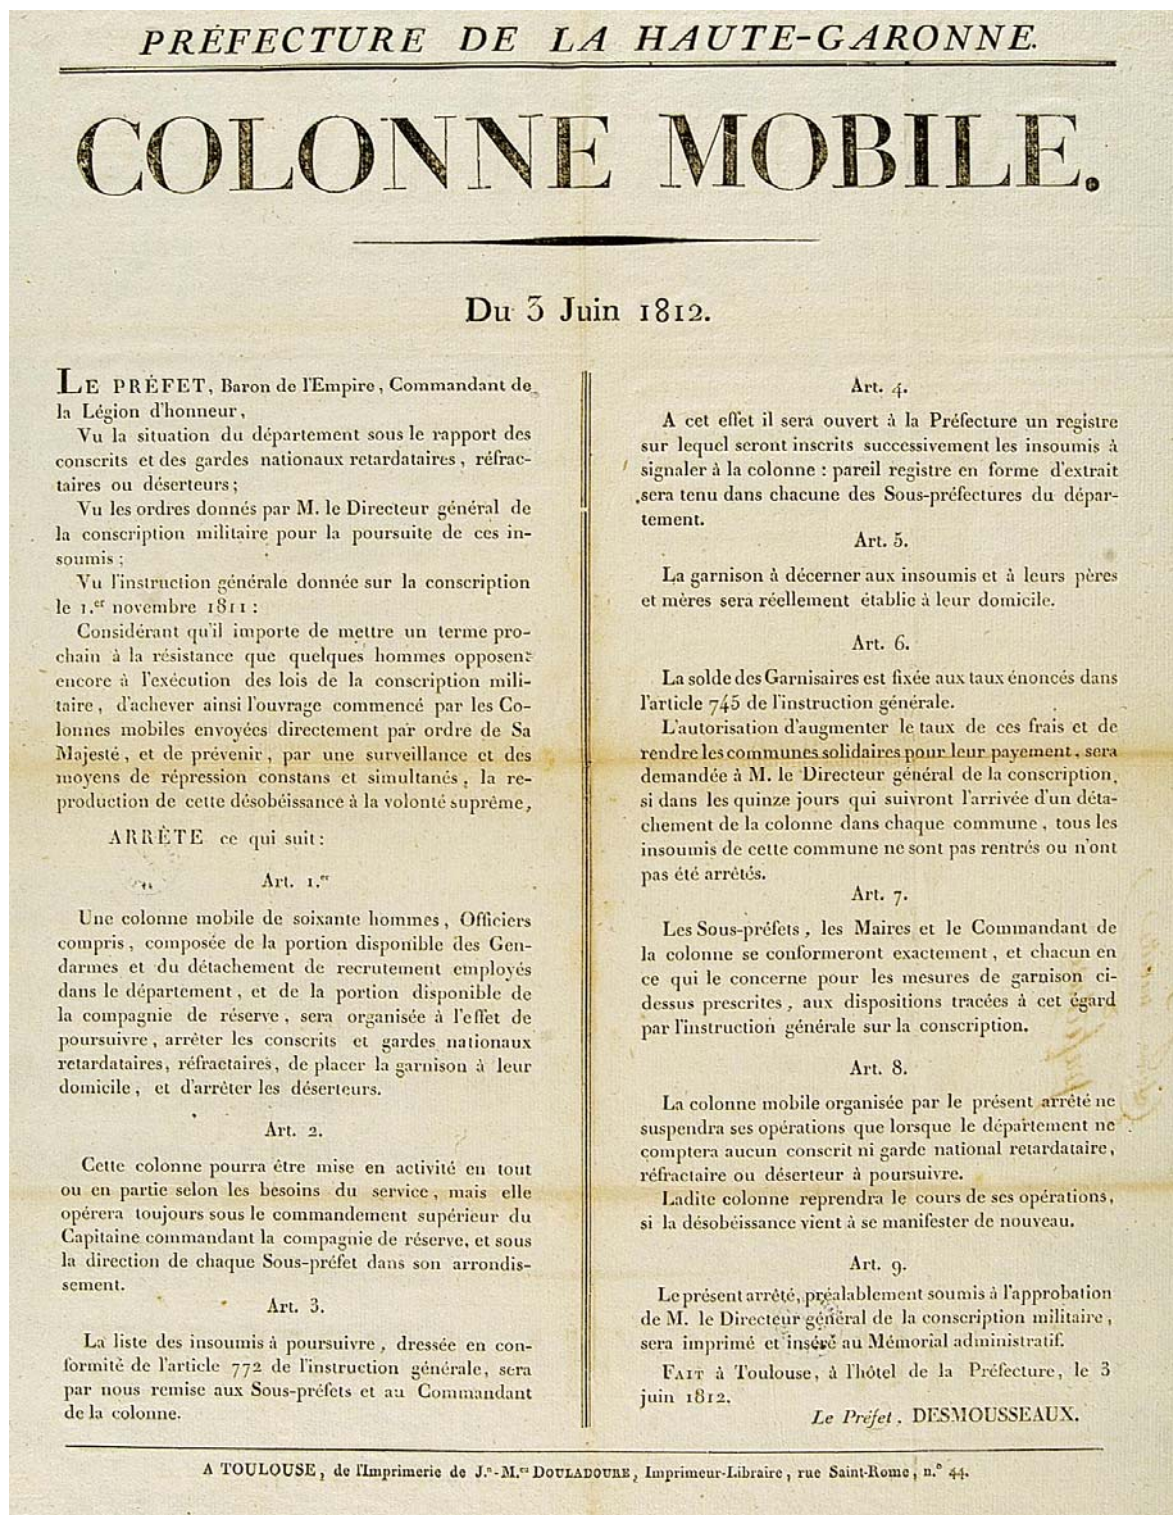 PRÉFECTURE DE LA HAUTE-GARONNE.
COLONNE MOBILE.
Du 3 Juin 1812.
LE PRÉFET, Baron de l'Empire, Commandant de
la Légion d'honneur,
Vu la situation du département sous le rapport des
conscrits et des gardes nationaux retardataires, réfrac-
taires ou déserteurs;
Vu les ordres donnés par M. le Directeur général de
la conscription militaire pour la poursuite de ces in-
soumis;
Vu l'instruction générale donnée sur la conscription
le 1.er novembre 1811:
Considérant qu'il importe de mettre un terme pro-
chain à la résistance que quelques hommes opposent
encore à l'exécution des lois de la conscription mili-
taire, d'achever ainsi l'ouvrage commencé par les Co-
lonnes mobiles envoyées directement par ordre de Sa
Majesté, et de prévenir, par une surveillance et des
moyens de répression constans et simultanés, la re-
production de cette désobéissance à la volonté suprême,
ARRÊTE ce qui suit:
Art. 1.er
Une colonne mobile de soixante hommes, Officiers
compris, composée de la portion disponible des Gen-
darmes et du détachement de recrutement employés
dans le département, et de la portion disponible de
la compagnie de réserve, sera organisée à l'effet de
poursuivre, arrêter les conscrits et gardes nationaux
retardataires, réfractaires, de placer la garnison à leur
domicile, et d'arrêter les déserteurs.
Art. 2.
Cette colonne pourra être mise en activité en tout
ou en partie selon les besoins du service, mais elle
opérera toujours sous le commandement supérieur du
Capitaine commandant la compagnie de réserve, et sous
la direction de chaque Sous-préfet dans son arrondis-
sement.
Art. 3.
La liste des insoumis à poursuivre, dressée en con-
formité de l'article 772 de l'instruction générale, sera
par nous remise aux Sous-préfets et au Commandant
de la colonne.
Art. 4.
A cet effet il sera ouvert à la Préfecture un registre
sur lequel seront inscrits successivement les insoumis à
signaler à la colonne: pareil registre en forme d'extrait
sera tenu dans chacune des Sous-préfectures du dépar-
tement.
Art. 5.
La garnison à décerner aux insoumis et à leurs pères
et mères sera réellement établie à leur domicile.
Art. 6.
La solde des Garnisaires est fixée aux taux énoncés dans
l'article 745 de l'instruction générale.
L'autorisation d'augmenter le taux de ces frais et de
rendre les communes solidaires pour leur payement, sera
demandée à M. le Directeur général de la conscription,
si dans les quinze jours qui suivront l'arrivée d'un déta-
chement de la colonne dans chaque commune, tous les
insoumis de cette commune ne sont pas rentrés ou n'ont
pas été arrêtés.
Art. 7.
Les Sous-préfets, les Maires et le Commandant de
la colonne se conformeront exactement, et chacun en
ce qui le concerne pour les mesures de garnison ci-
dessus prescrites, aux dispositions tracées à cet égard
par l'instruction générale sur la conscription.
Art. 8.
La colonne mobile organisée par le présent arrêté ne
suspendra ses opérations que lorsque le département ne
comptera aucun conscrit ni garde national retardataire,
réfractaire ou déserteur à poursuivre.
Ladite colonne reprendra le cours de ses opérations,
si la désobéissance vient à se manifester de nouveau.
Art. 9.
Le présent arrêté, préalablement soumis à l'approbation
de M. le Directeur général de la conscription militaire,
sera imprimé et inséré au Mémorial administratif.
FAIT à Toulouse, à l'hôtel de la Préfecture, le 3
juin 1812.
Le Préfet, DESMOUSSEAUX.
A TOULOUSE, de l'Imprimerie de J.n-M.eu DOULADOURE, Imprimeur-Libraire, rue Saint-Rome, n.° 44.